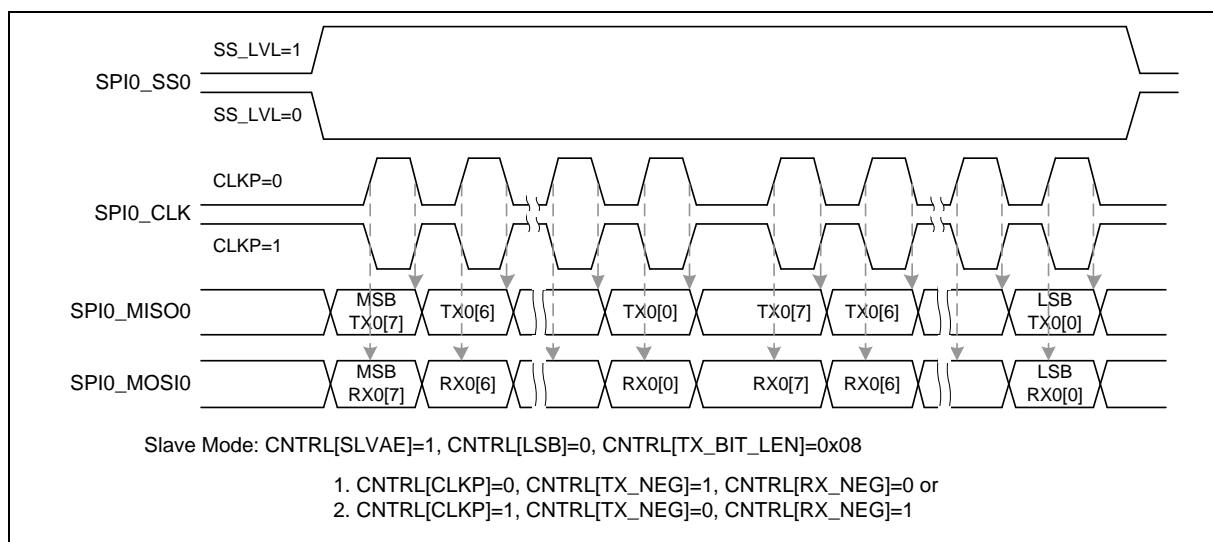 SS_LVL=1
SPI0_SS0
SS_LVL=0
CLKP=0
SPI0_CLK
CLKP=1
SPI0_MISO0
MSB
TX0[7]
TX0[6]
TX0[0]
TX0[7]
TX0[6]
LSB
TX0[0]
SPI0_MOSI0
MSB
RX0[7]
RX0[6]
RX0[0]
RX0[7]
RX0[6]
LSB
RX0[0]
Slave Mode: CNTRL[SLVAE]=1, CNTRL[LSB]=0, CNTRL[TX_BIT_LEN]=0x08
1. CNTRL[CLKP]=0, CNTRL[TX_NEG]=1, CNTRL[RX_NEG]=0 or
2. CNTRL[CLKP]=1, CNTRL[TX_NEG]=0, CNTRL[RX_NEG]=1